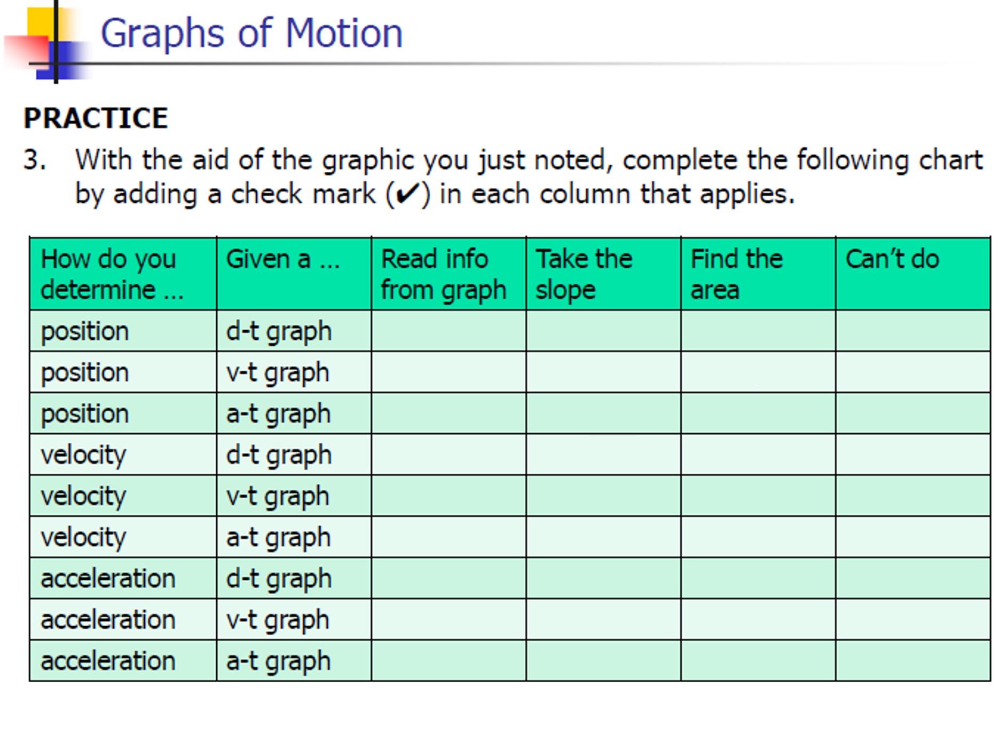 Graphs of Motion
PRACTICE
3. With the aid of the graphic you just noted, complete the following chart
by adding a check mark (✔) in each column that applies.
How do you determine ... Given a ... Read info from graph Take the slope Find the area Can't do
position d-t graph
position v-t graph
position a-t graph
velocity d-t graph
velocity v-t graph
velocity a-t graph
acceleration d-t graph
acceleration v-t graph
acceleration a-t graph